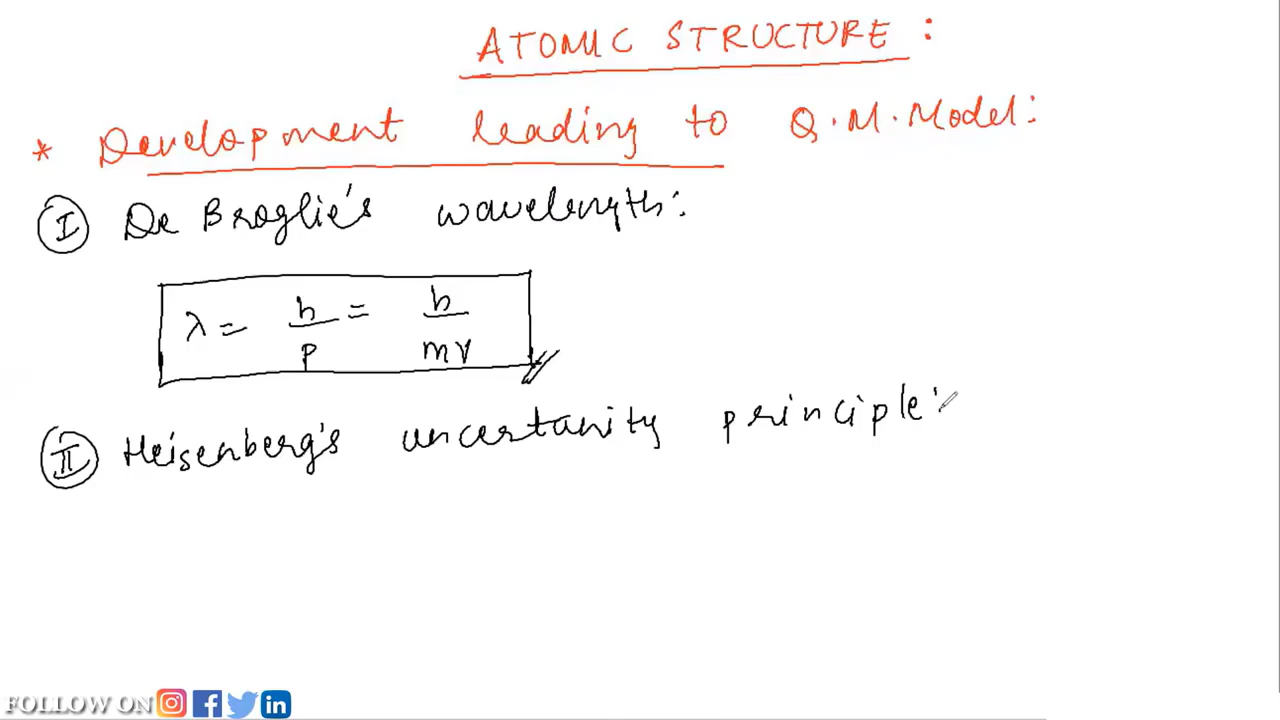 ATOMIC STRUCTURE :
* Development leading to Q.M.Model:
I De Broglie's wavelength:
λ = h/p = h/mv
II Heisenberg's uncertanity principle:
FOLLOW ON